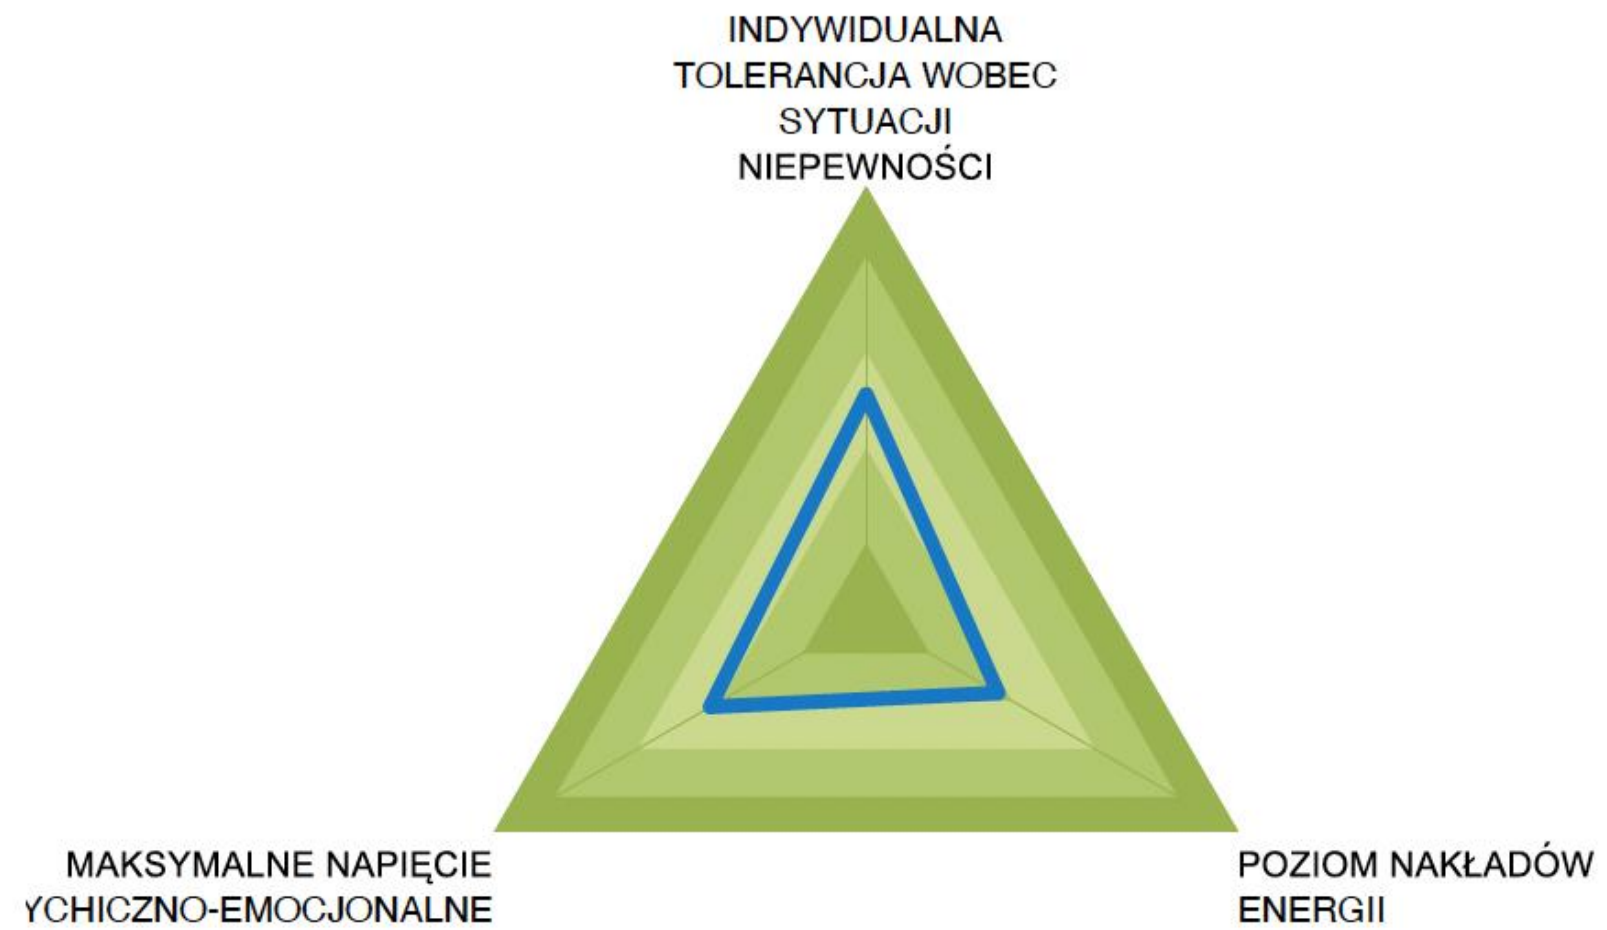 INDYWIDUALNA
TOLERANCJA WOBEC
SYTUACJI
NIEPEWNOŚCI
MAKSYMALNE NAPIĘCIE
YCHICZNO-EMOCJONALNE
POZIOM NAKŁADÓW
ENERGII